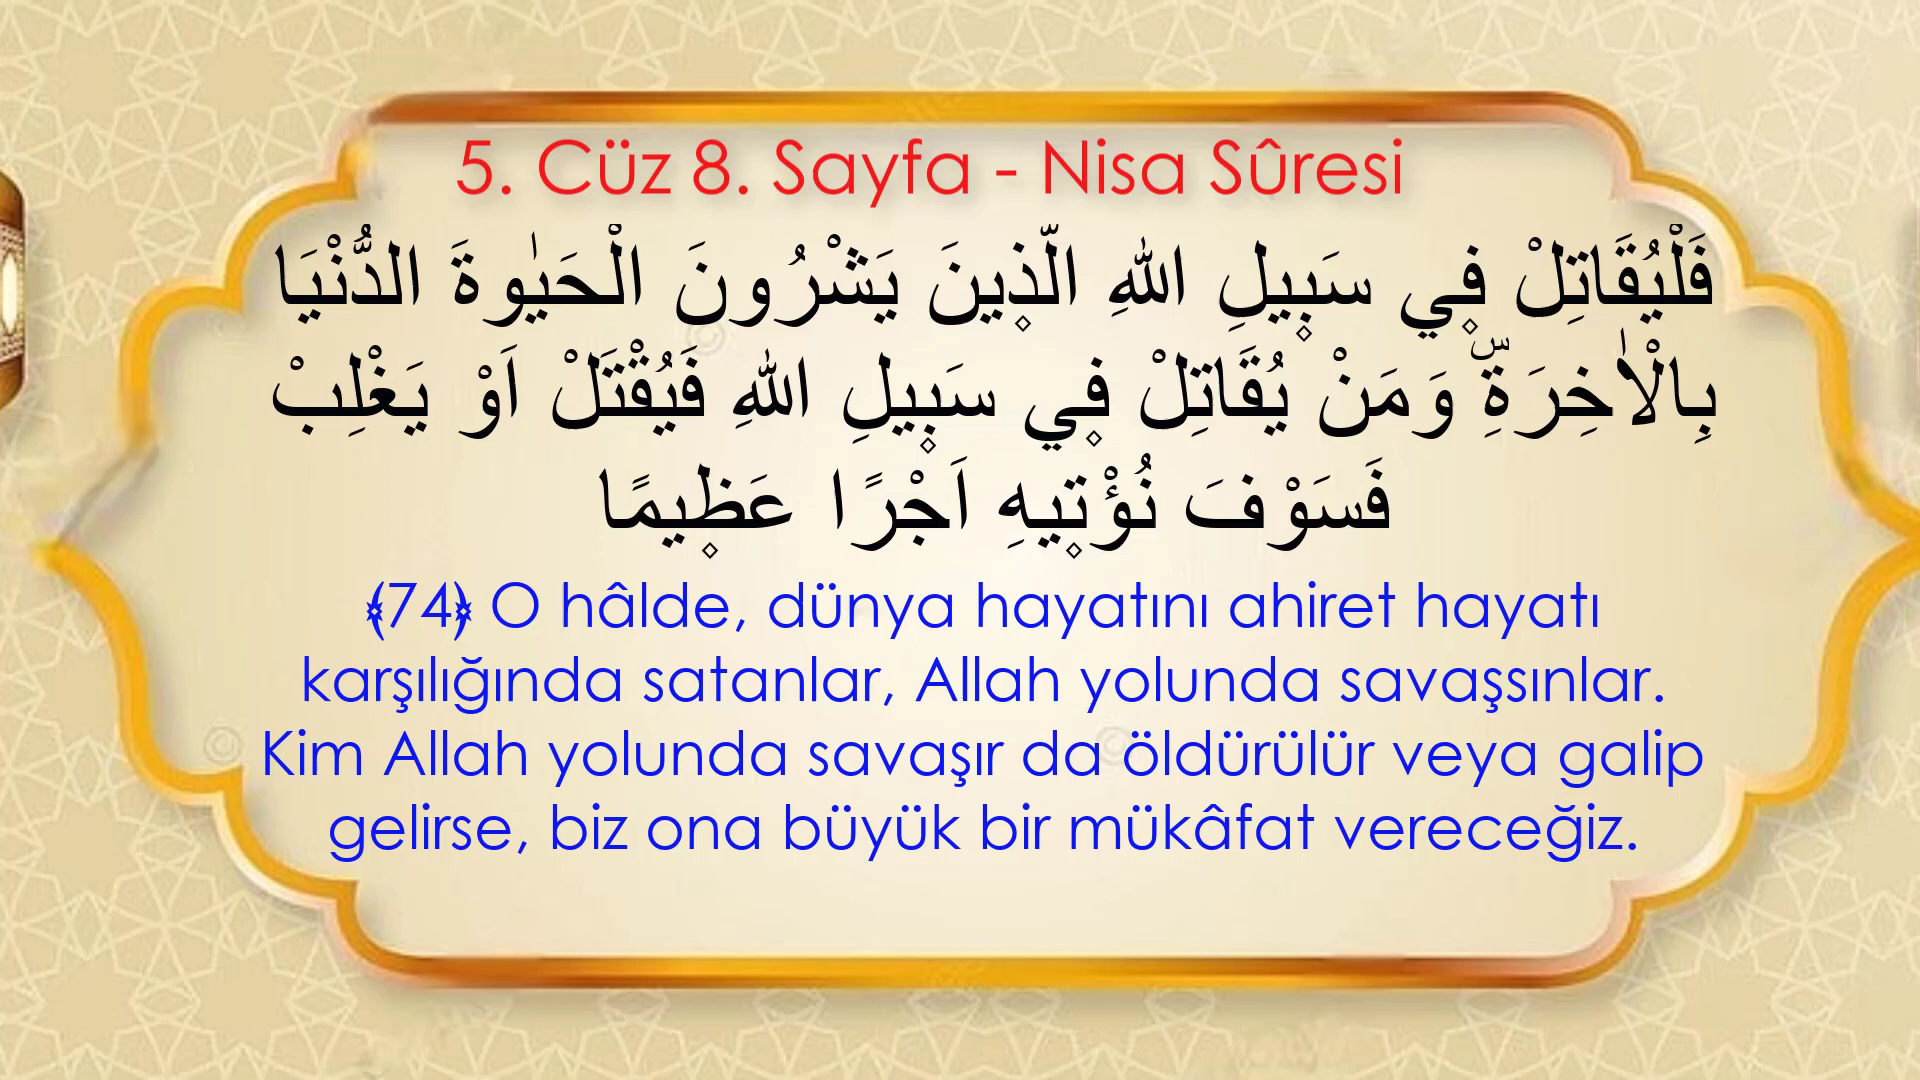 5. Cüz 8. Sayfa - Nisa Sûresi
فَلْيُقَاتِلْ ف۪ي سَب۪يلِ اللهِ الَّذ۪ينَ يَشْرُونَ الْحَيٰوةَ الدُّنْيَا
بِالْاٰخِرَةِۜ وَمَنْ يُقَاتِلْ ف۪ي سَب۪يلِ اللهِ فَيُقْتَلْ اَوْ يَغْلِبْ
فَسَوْفَ نُؤْت۪يهِ اَجْرًا عَظ۪يمًا
﴾74﴿ O hâlde, dünya hayatını ahiret hayatı
karşılığında satanlar, Allah yolunda savaşsınlar.
Kim Allah yolunda savaşır da öldürülür veya galip
gelirse, biz ona büyük bir mükâfat vereceğiz.